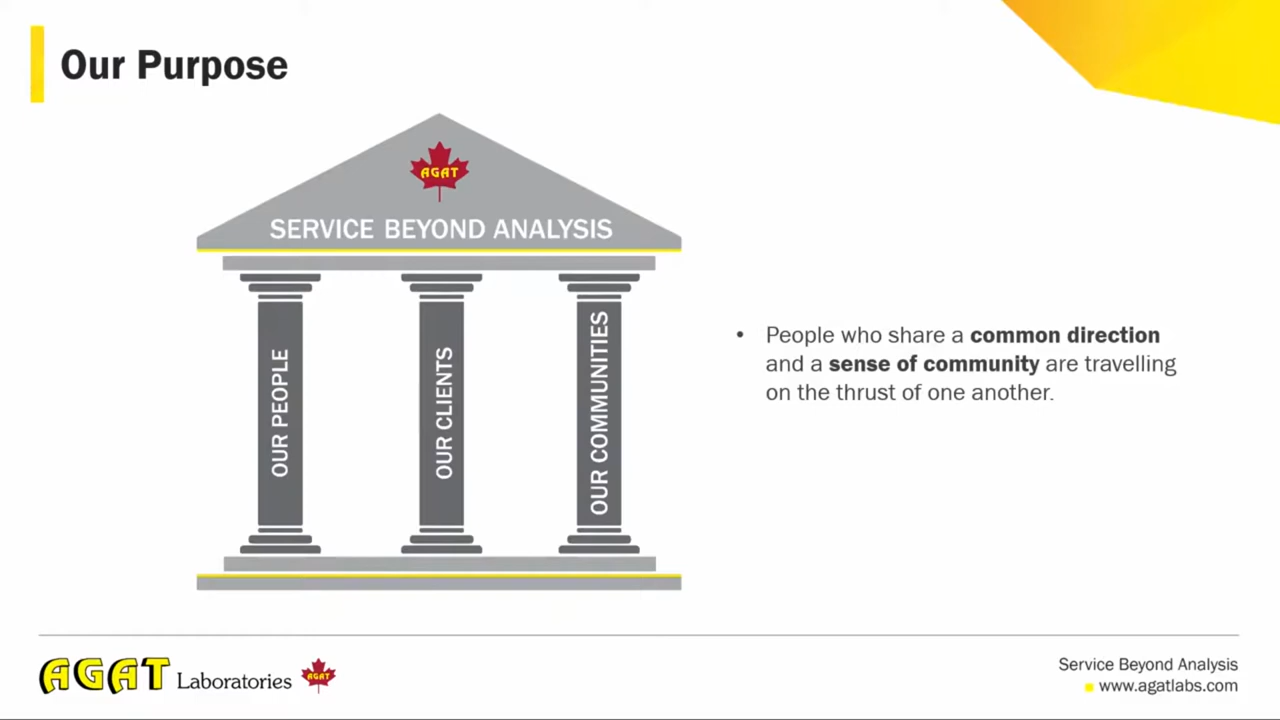 Our Purpose
AGAT
SERVICE BEYOND ANALYSIS
OUR PEOPLE
OUR CLIENTS
OUR COMMUNITIES
• People who share a common direction
and a sense of community are travelling
on the thrust of one another.
AGAT Laboratories AGAT
Service Beyond Analysis
www.agatlabs.com